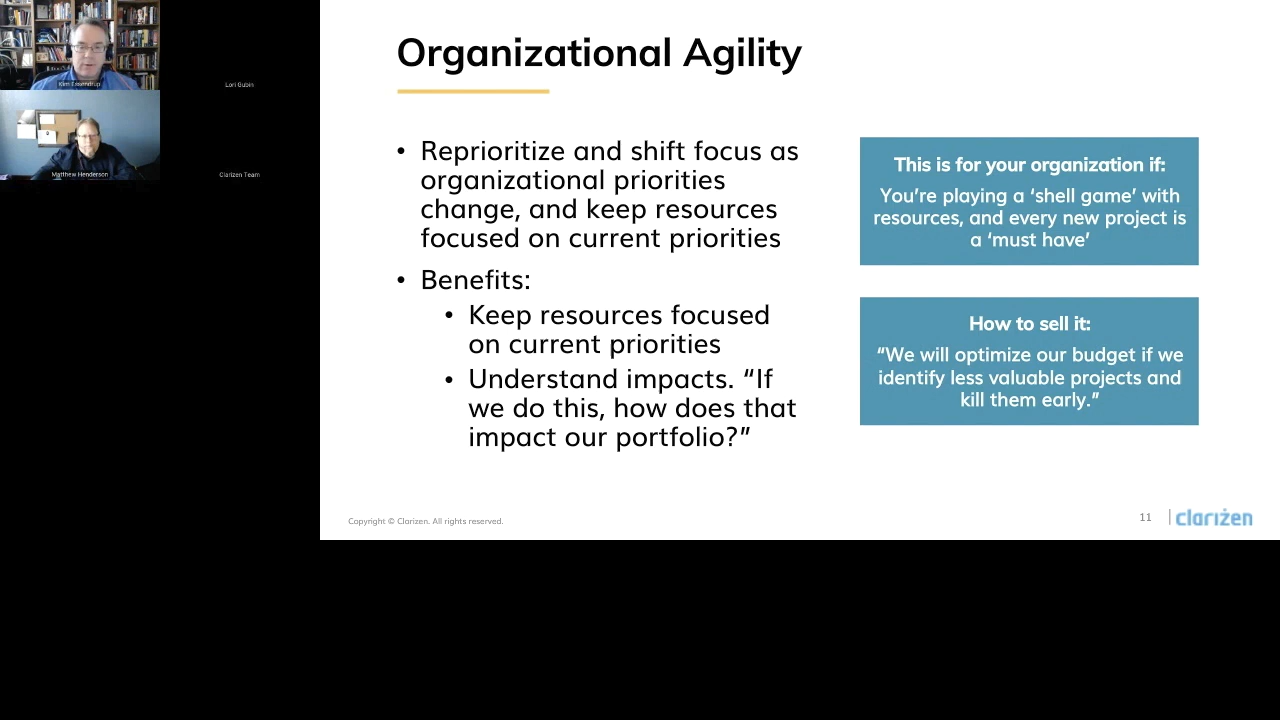 Kim Essendrup
Lori Gubin
Matthew Henderson
Clarizen Team
Organizational Agility
• Reprioritize and shift focus as
organizational priorities
change, and keep resources
focused on current priorities
• Benefits:
• Keep resources focused
on current priorities
• Understand impacts. “If
we do this, how does that
impact our portfolio?”
This is for your organization if:
You’re playing a ‘shell game’ with
resources, and every new project is
a ‘must have’
How to sell it:
“We will optimize our budget if we
identify less valuable projects and
kill them early.”
Copyright © Clarizen. All rights reserved.
11
clarizen